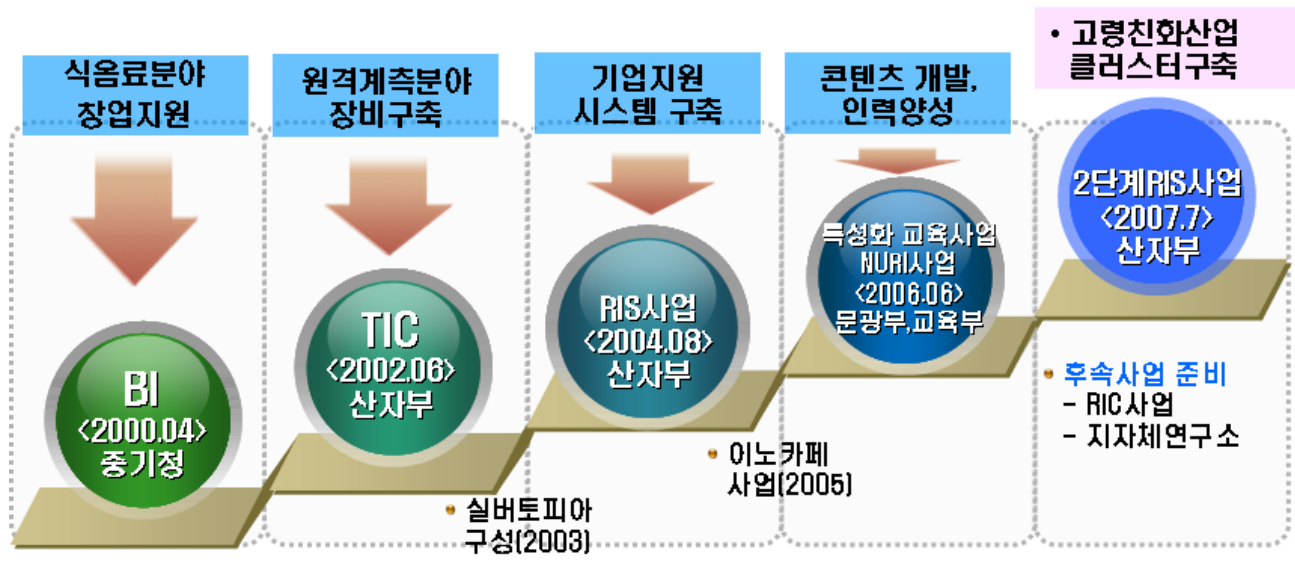 식음료분야
창업지원
원격계측분야
장비구축
기업지원
시스템 구축
콘텐츠 개발,
인력양성
• 고령친화산업
클러스터구축
BI
<2000.04>
중기청
TIC
<2002.06>
산자부
• 실버토피아
구성(2003)
RIS사업
<2004.08>
산자부
• 이노카페
사업(2005)
특성화 교육사업
NURI사업
<2006.06>
문광부,교육부
2단계RIS사업
<2007.7>
산자부
• 후속사업 준비
- RIC사업
- 지자체연구소